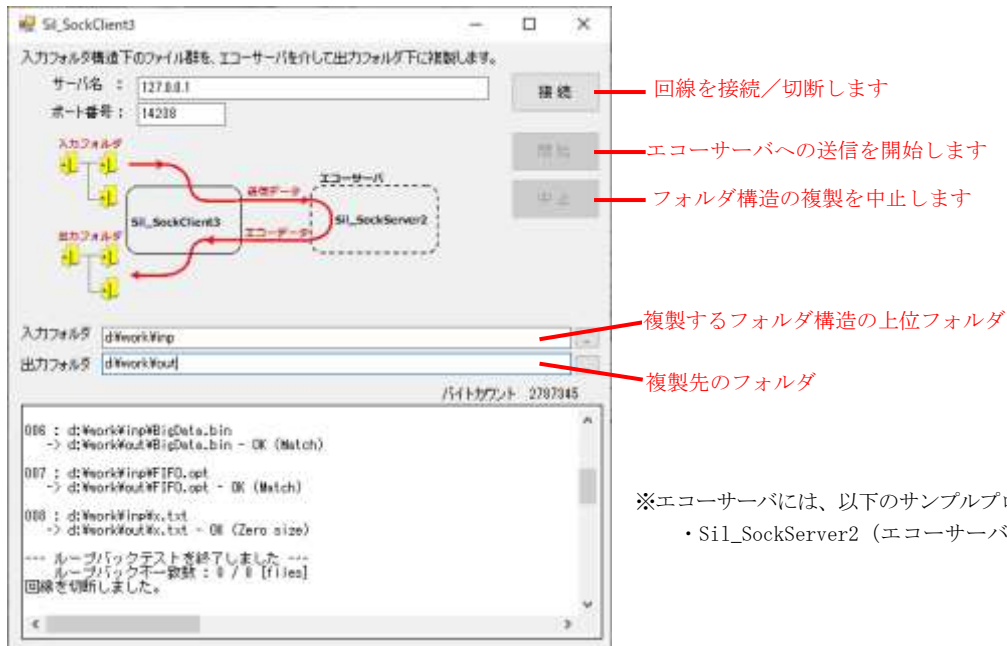 Sil_SockClient3
入力フォルダ構造下のファイル群を、エコーサーバを介して出力フォルダ下に複製します。
サーバ名 ： 127.0.0.1
接続
回線を接続／切断します
ポート番号： 14238
開始
エコーサーバへの送信を開始します
中止
フォルダ構造の複製を中止します
入力フォルダ
エコーサーバ
送信データ
Sil_SockClient3
Sil_SockServer2
エコーデータ
出力フォルダ
入力フォルダ d¥work¥inp
複製するフォルダ構造の上位フォルダ
出力フォルダ d¥work¥out
複製先のフォルダ
バイトカウント 2787345
006 : d:¥work¥inp¥BigData.bin
-> d:¥work¥out¥BigData.bin - OK (Match)
007 : d:¥work¥inp¥FIFO.opt
-> d:¥work¥out¥FIFO.opt - OK (Match)
008 : d:¥work¥inp¥x.txt
-> d:¥work¥out¥x.txt - OK (Zero size)
--- ループバックテストを終了しました ---
ループバック不一致数 : 0 / 8 [files]
回線を切断しました。
※エコーサーバには、以下のサンプルプロ
・Sil_SockServer2（エコーサーバ